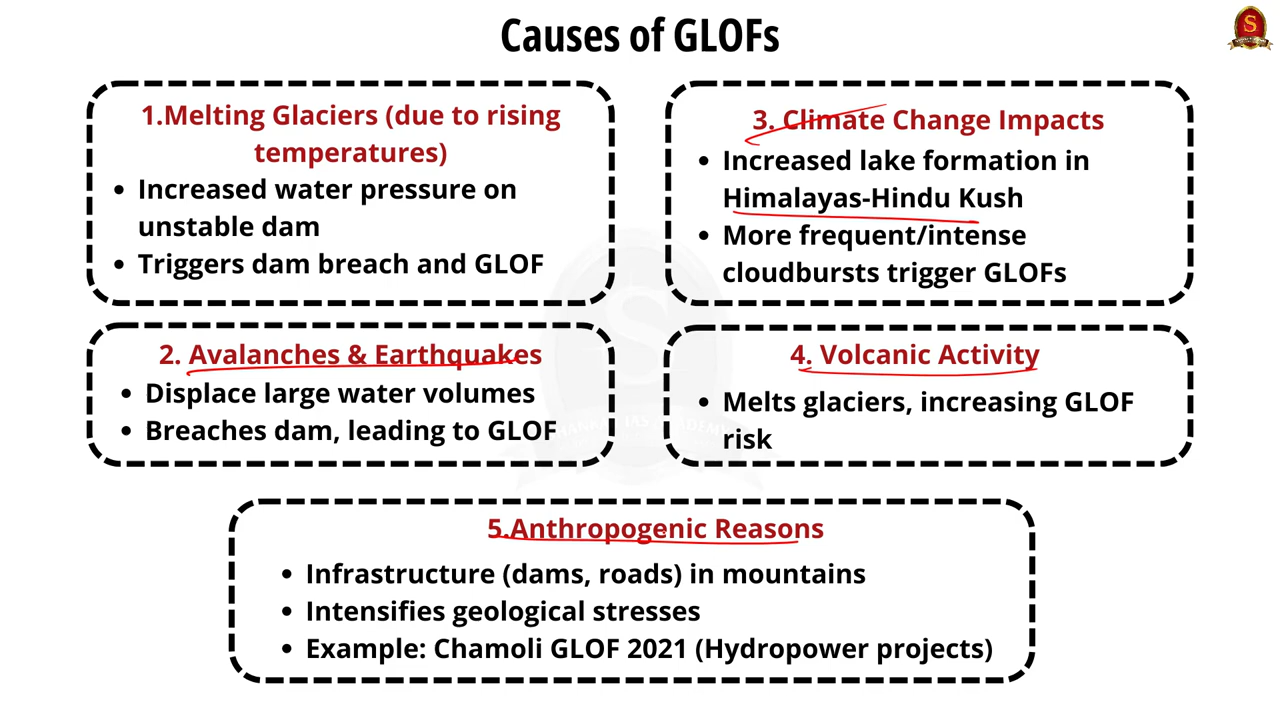 Causes of GLOFs
1.Melting Glaciers (due to rising
temperatures)
• Increased water pressure on
unstable dam
• Triggers dam breach and GLOF
2. Avalanches & Earthquakes
• Displace large water volumes
• Breaches dam, leading to GLOF
3. Climate Change Impacts
• Increased lake formation in
Himalayas-Hindu Kush
• More frequent/intense
cloudbursts trigger GLOFs
4. Volcanic Activity
• Melts glaciers, increasing GLOF
risk
5.Anthropogenic Reasons
• Infrastructure (dams, roads) in mountains
• Intensifies geological stresses
• Example: Chamoli GLOF 2021 (Hydropower projects)
S